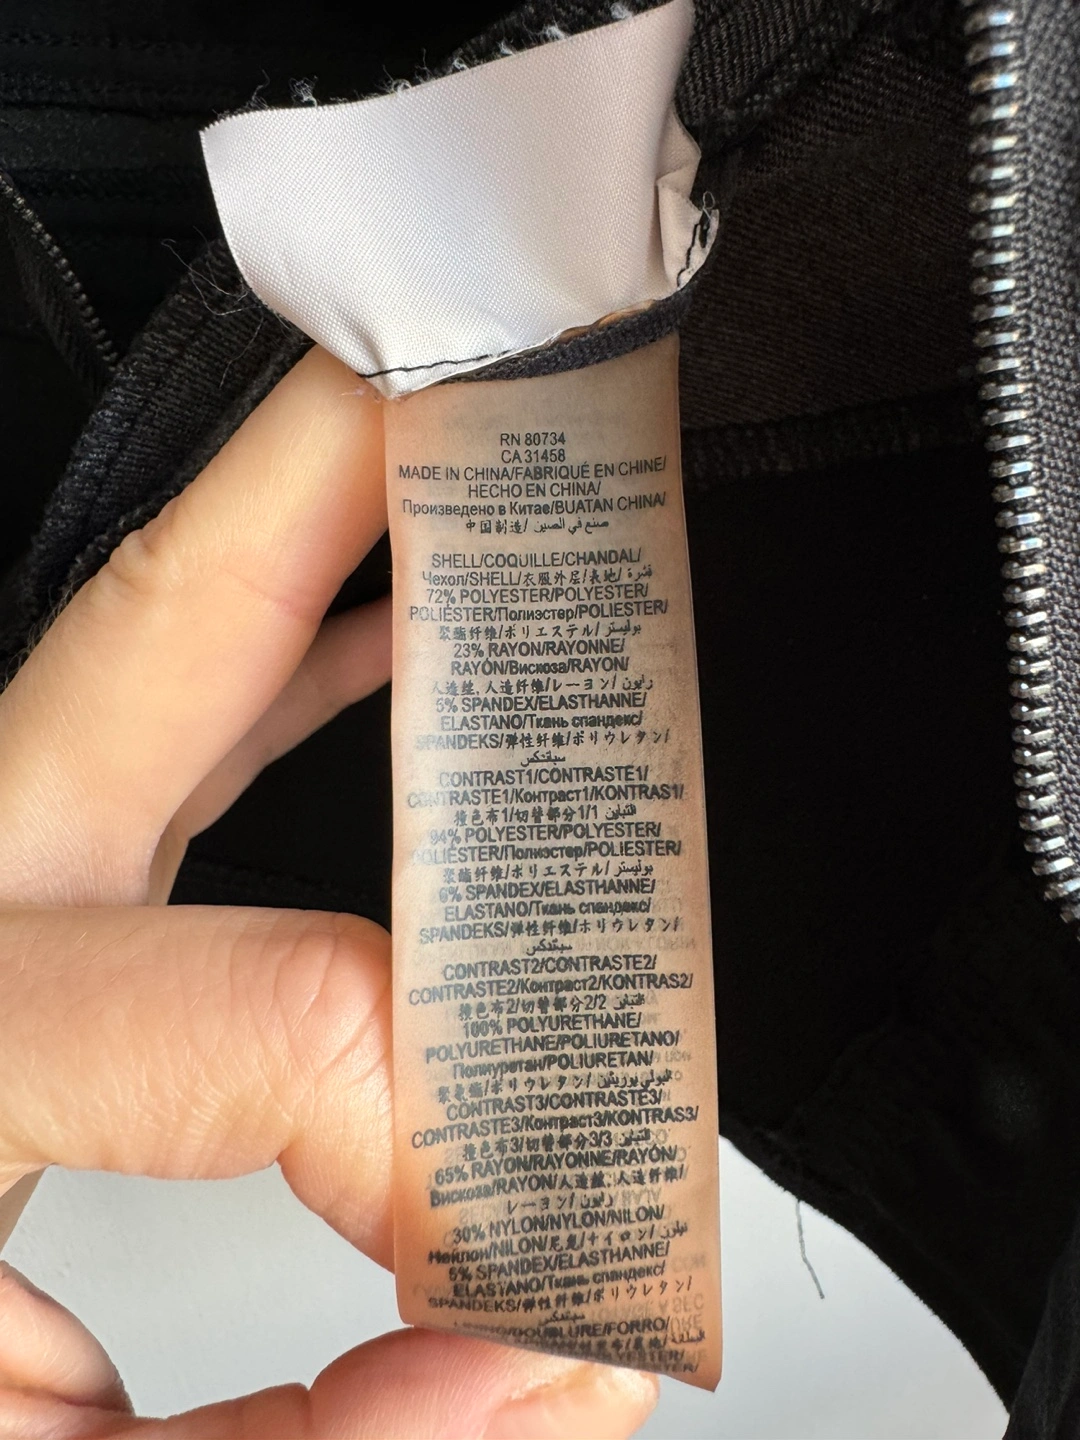 RN 80734
CA 31458
MADE IN CHINA/FABRIQUÉ EN CHINE/
HECHO EN CHINA/
Произведено в Китае/BUATAN CHINA/
中国制造/ صنع في الصين
SHELL/COQUILLE/CHANDAL/
Чехол/SHELL/衣服外层/表地/ قشرة
72% POLYESTER/POLYESTER/
POLIÉSTER/Полиэстер/POLIESTER/
聚酯纤维/ポリエステル/ بوليستر
23% RAYON/RAYONNE/
RAYÓN/Вискоза/RAYON/
人造丝, 人造纤维/レーヨン/ رايون
5% SPANDEX/ELASTHANNE/
ELASTANO/Ткань спандекс/
SPANDEKS/弹性纤维/ポリウレタン/
سباندكس
CONTRAST1/CONTRASTE1/
CONTRASTE1/Контраст1/KONTRAS1/
撞色布1/切替部分1/1 التباين
94% POLYESTER/POLYESTER/
POLIÉSTER/Полиэстер/POLIESTER/
聚酯纤维/ポリエステル/ بوليستر
6% SPANDEX/ELASTHANNE/
ELASTANO/Ткань спандекс/
SPANDEKS/弹性纤维/ポリウレタン/
سباندكس
CONTRAST2/CONTRASTE2/
CONTRASTE2/Контраст2/KONTRAS2/
撞色布2/切替部分2/2 التباين
100% POLYURETHANE/
POLYURETHANE/POLIURETANO/
Полиуретан/POLIURETAN/
聚氨酯/ポリウレタン/
CONTRAST3/CONTRASTE3/
CONTRASTE3/Контраст3/KONTRAS3/
撞色布3/切替部分3/3 التباين
65% RAYON/RAYONNE/RAYÓN/
Вискоза/RAYON/人造丝, 人造纤维/
レーヨン/ رايون
30% NYLON/NYLON/NILON/
Нейлон/NILON/尼龙/ナイロン/ نايلون
5% SPANDEX/ELASTHANNE/
ELASTANO/Ткань спандекс/
SPANDEKS/弹性纤维/ポリウレタン/
سباندكس
LINING/DOUBLURE/FORRO/